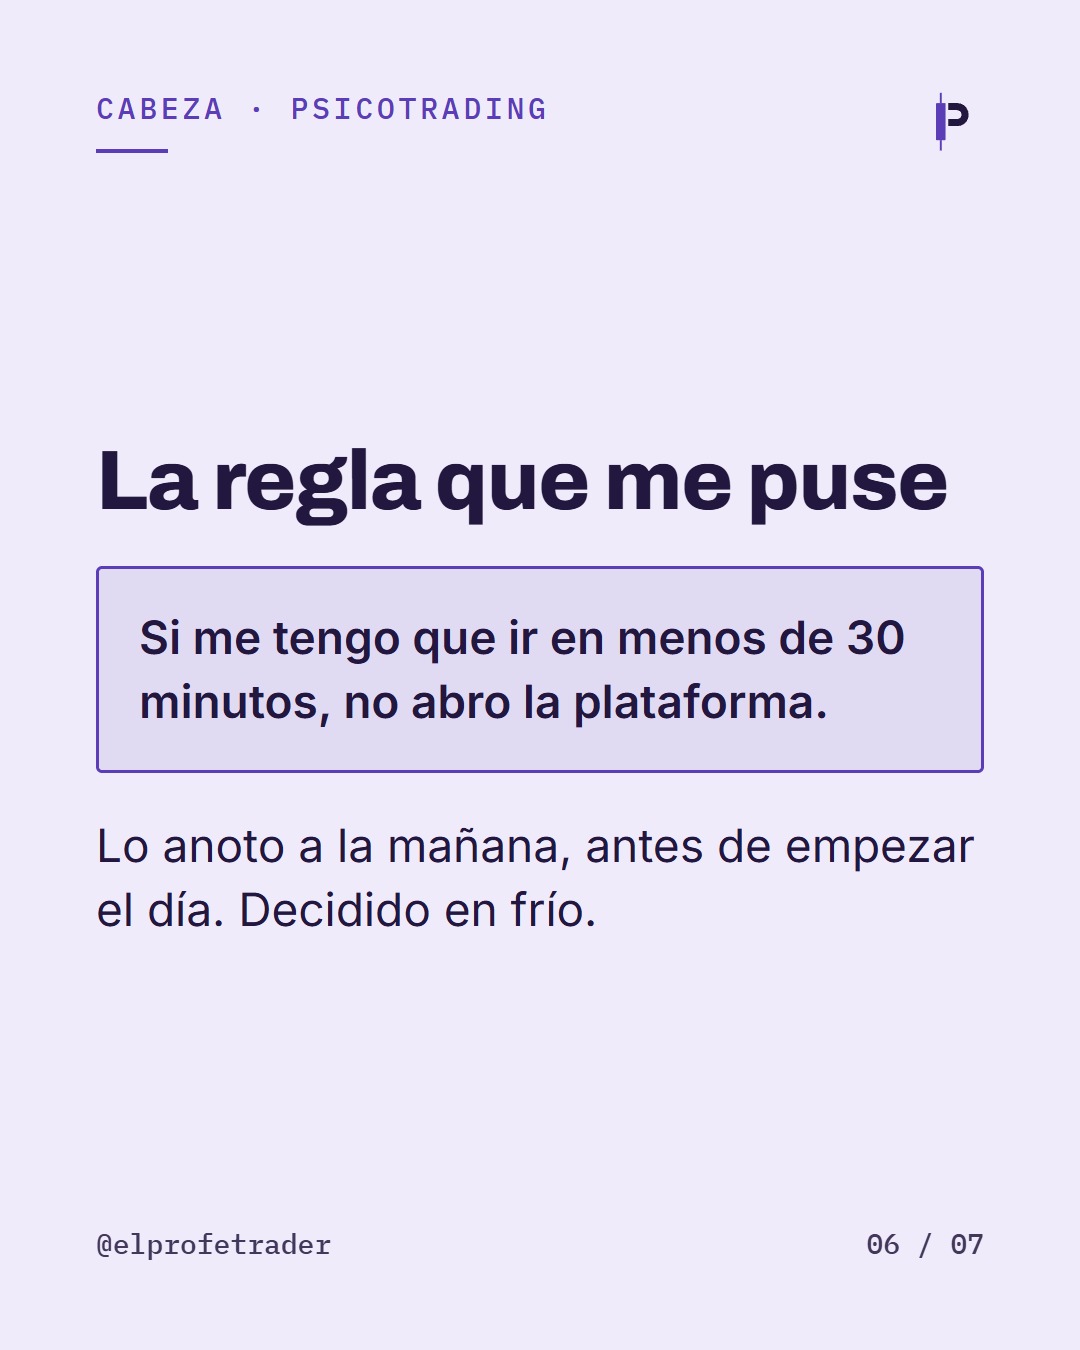 CABEZA · PSICOTRADING
La regla que me puse
Si me tengo que ir en menos de 30
minutos, no abro la plataforma.
Lo anoto a la mañana, antes de empezar
el día. Decidido en frío.
@elprofetrader
06 / 07